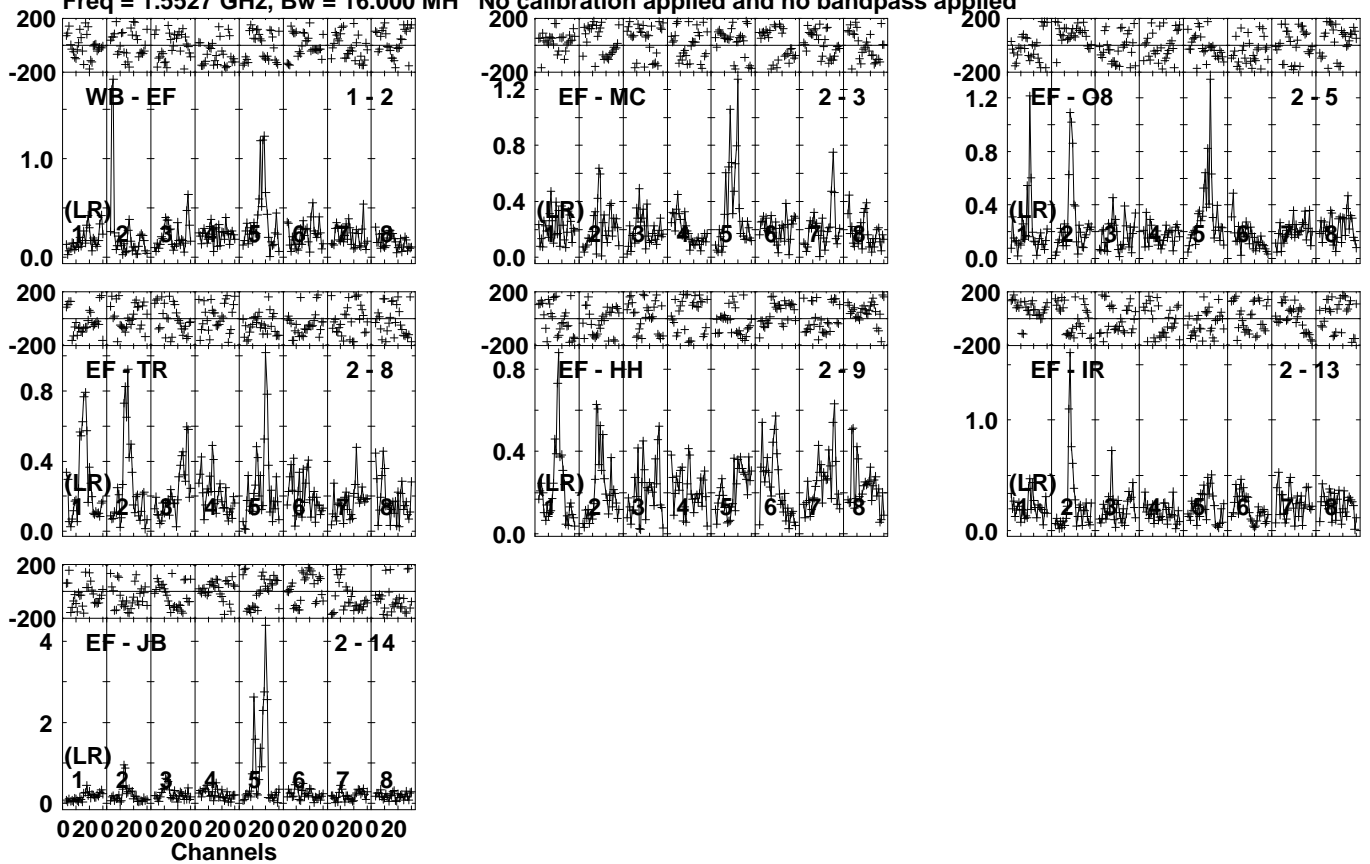 Freq = 1.5527 GHz, Bw = 16.000 MH No calibration applied and no bandpass applied
200
-200
WB - EF 1 - 2
1.0
0.0
(LR)
1 2 3 4 5 6 7 8
200
-200
EF - MC 2 - 3
1.2
0.8
0.4
0.0
(LR)
1 2 3 4 5 6 7 8
200
-200
EF - O8 2 - 5
1.2
0.8
0.4
0.0
(LR)
1 2 3 4 5 6 7 8
200
-200
EF - TR 2 - 8
0.8
0.4
0.0
(LR)
1 2 3 4 5 6 7 8
200
-200
EF - HH 2 - 9
0.8
0.4
0.0
(LR)
1 2 3 4 5 6 7 8
200
-200
EF - IR 2 - 13
1.0
0.0
(LR)
1 2 3 4 5 6 7 8
200
-200
EF - JB 2 - 14
4
2
0
(LR)
1 2 3 4 5 6 7 8
0 20 0 20 0 20 0 20 0 20 0 20 0 20 0 20
Channels